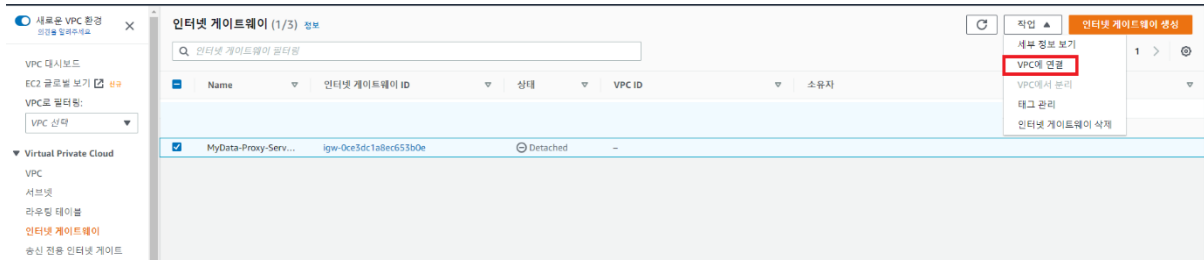 새로운 VPC 환경
의견을 알려주세요
VPC 대시보드
EC2 글로벌 보기 신규
VPC로 필터링:
VPC 선택
Virtual Private Cloud
VPC
서브넷
라우팅 테이블
인터넷 게이트웨이
송신 전용 인터넷 게이트
인터넷 게이트웨이 (1/3) 정보
작업
인터넷 게이트웨이 생성
인터넷 게이트웨이 필터링
1
세부 정보 보기
VPC에 연결
VPC에서 분리
태그 관리
인터넷 게이트웨이 삭제
Name 인터넷 게이트웨이 ID 상태 VPC ID 소유자
MyData-Proxy-Serv... igw-0ce3dc1a8ec653b0e Detached –